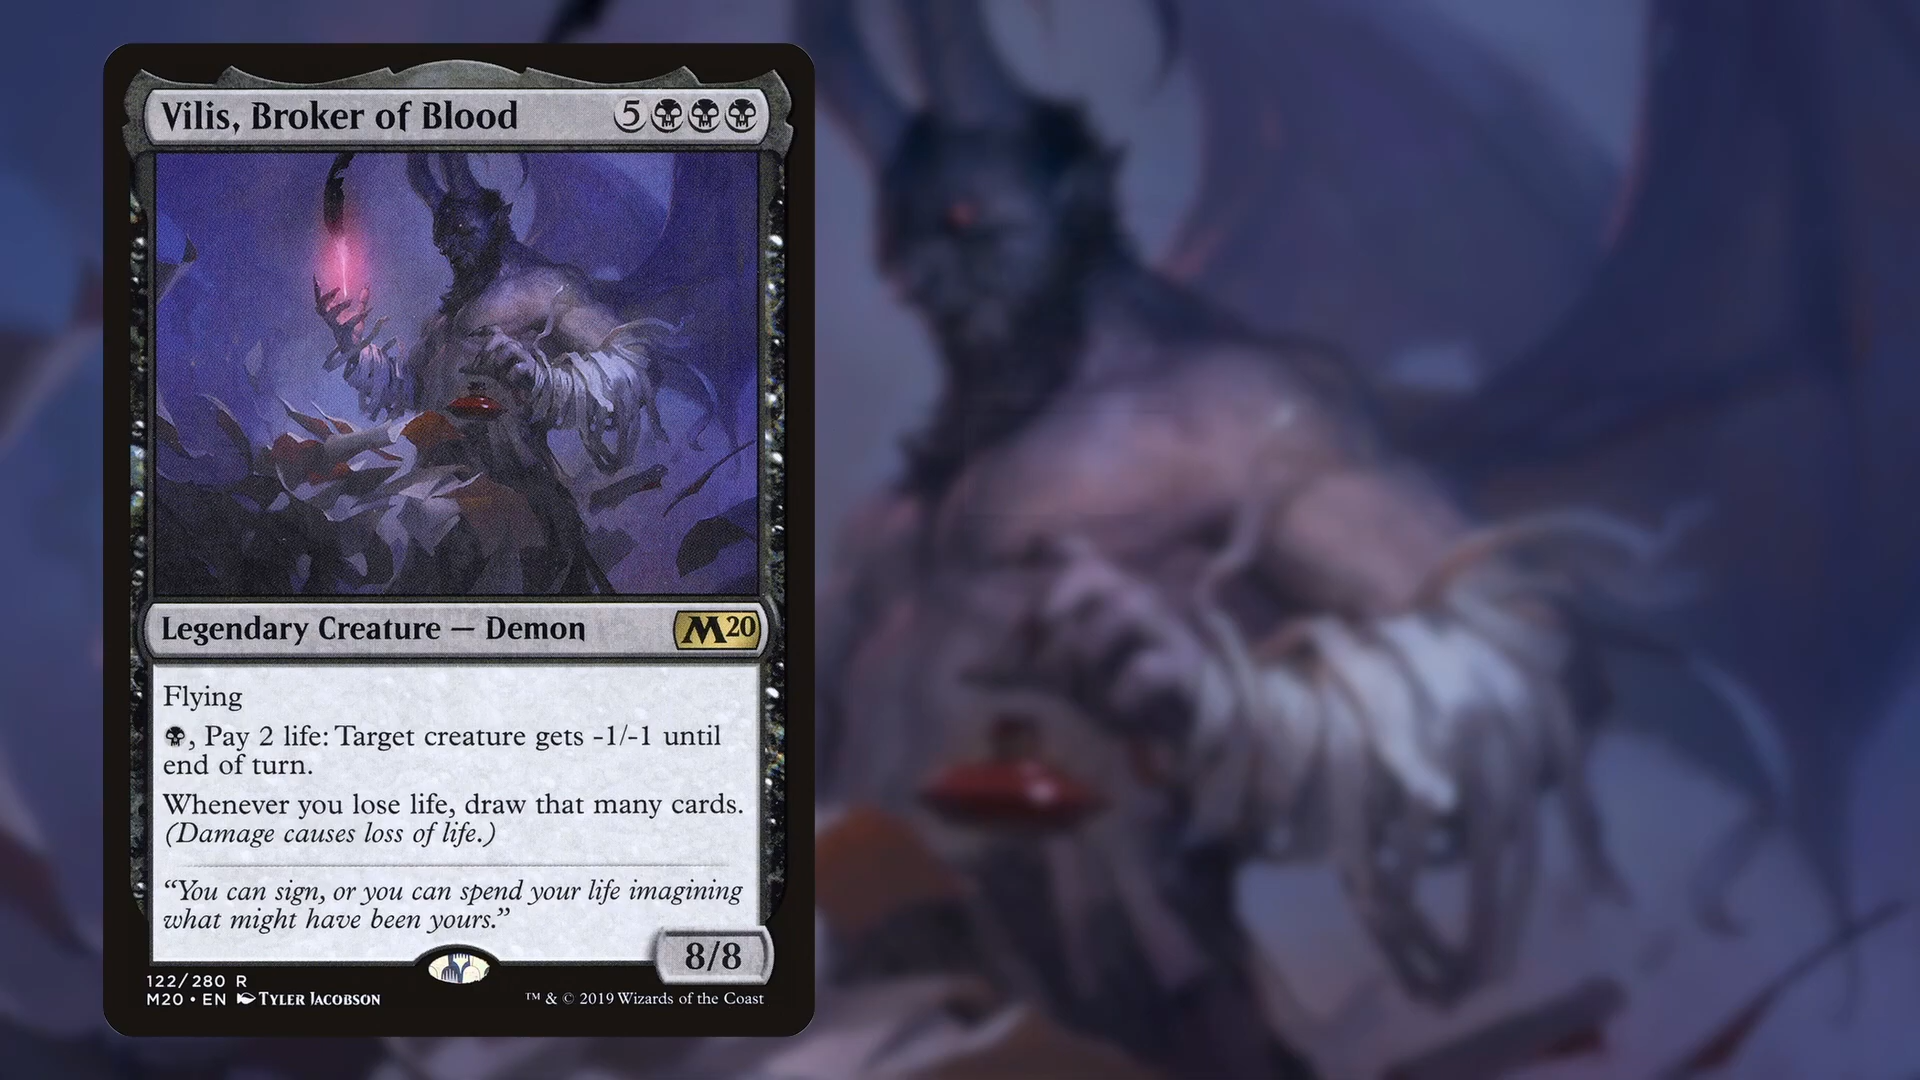 Vilis, Broker of Blood 5
Legendary Creature — Demon M20
Flying
, Pay 2 life: Target creature gets -1/-1 until
end of turn.
Whenever you lose life, draw that many cards.
(Damage causes loss of life.)
“You can sign, or you can spend your life imagining
what might have been yours.”
8/8
122/280 R
M20 • EN Tyler Jacobson ™ & © 2019 Wizards of the Coast